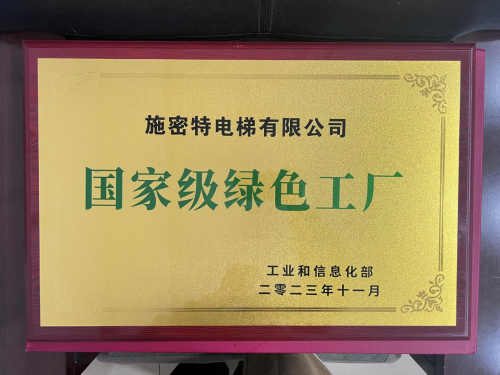 施密特电梯有限公司
国家级绿色工厂
工业和信息化部
二零二三年十一月